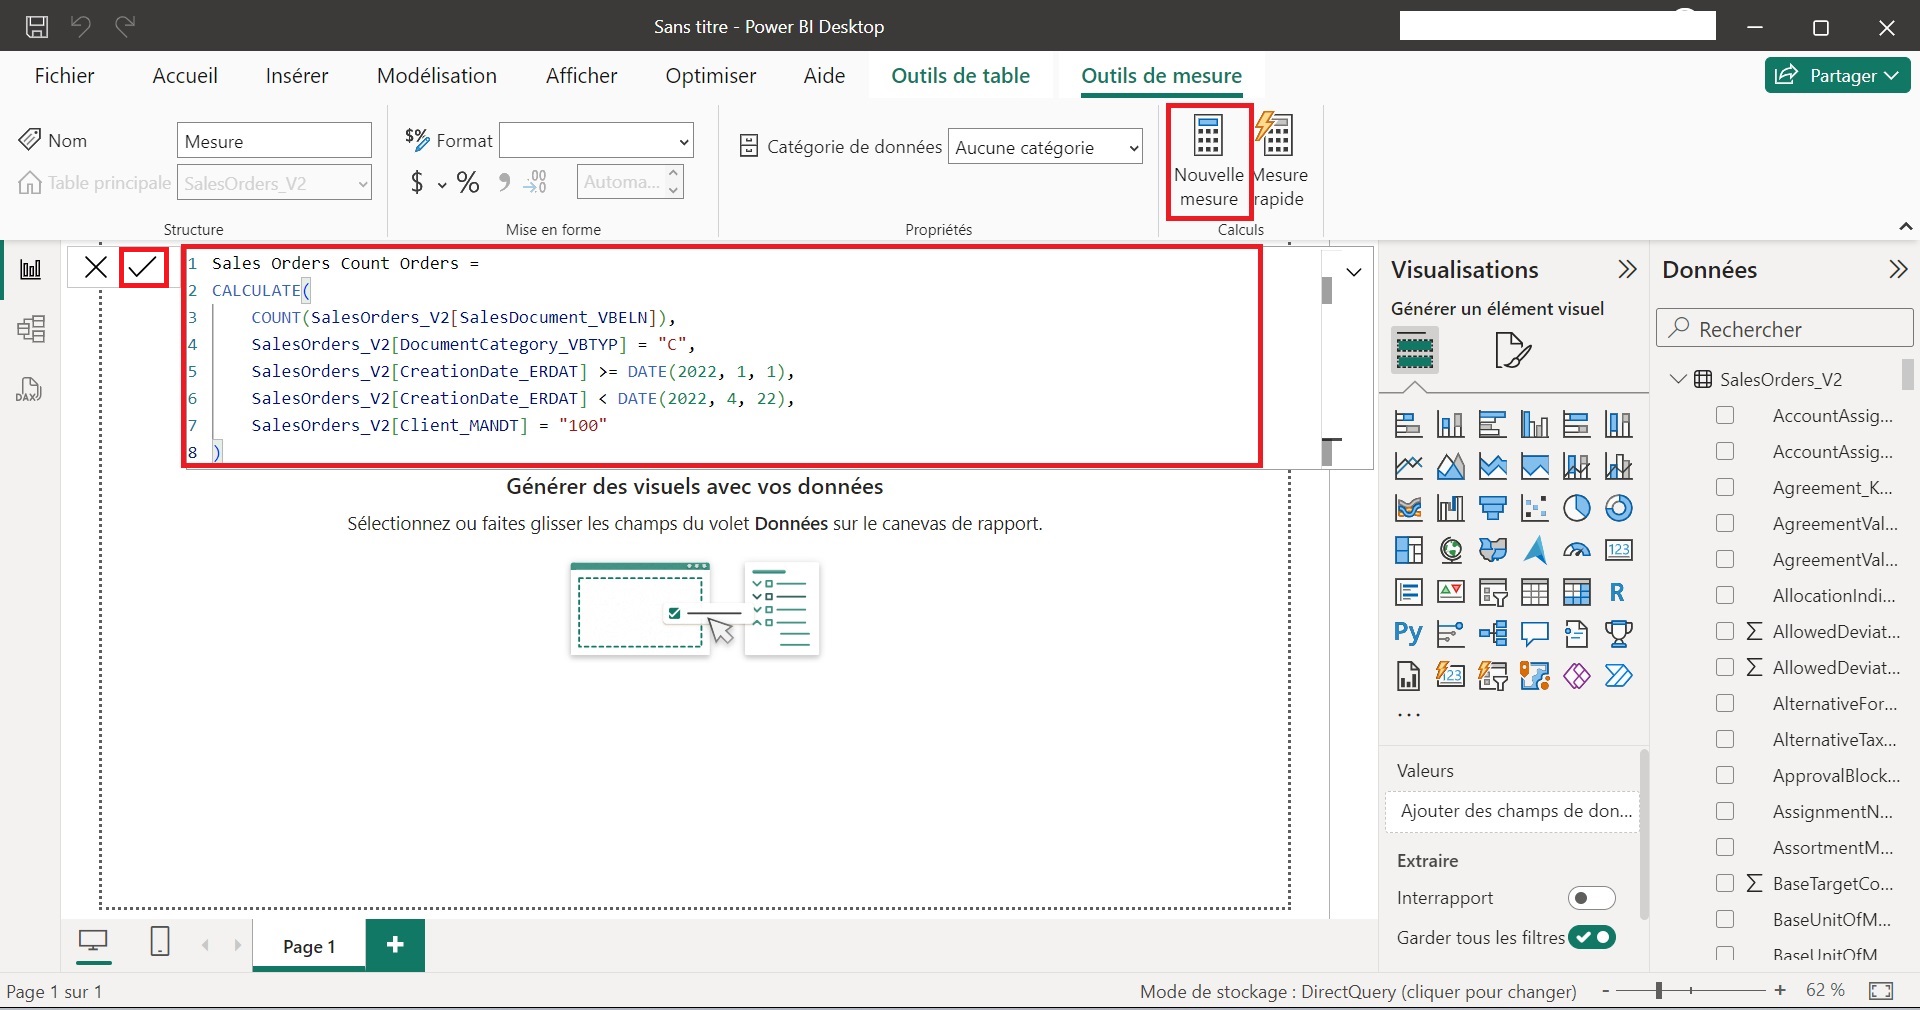 Sans titre - Power BI Desktop
Fichier
Accueil
Insérer
Modélisation
Afficher
Optimiser
Aide
Outils de table
Outils de mesure
Partager
Nom
Mesure
Table principale
SalesOrders_V2
Structure
$% Format
$
%
,
.00
→.0
Automa...
Mise en forme
Catégorie de données
Aucune catégorie
Propriétés
Nouvelle
mesure
Mesure
rapide
Calculs
1 Sales Orders Count Orders =
2 CALCULATE(
3 COUNT(SalesOrders_V2[SalesDocument_VBELN]),
4 SalesOrders_V2[DocumentCategory_VBTYP] = "C",
5 SalesOrders_V2[CreationDate_ERDAT] >= DATE(2022, 1, 1),
6 SalesOrders_V2[CreationDate_ERDAT] < DATE(2022, 4, 22),
7 SalesOrders_V2[Client_MANDT] = "100"
8 )
DAX
Générer des visuels avec vos données
Sélectionnez ou faites glisser les champs du volet Données sur le canevas de rapport.
Visualisations
Générer un élément visuel
123
R
Py
123
...
Valeurs
Ajouter des champs de don...
Extraire
Interrapport
Garder tous les filtres
Données
Rechercher
SalesOrders_V2
AccountAssig...
AccountAssig...
Agreement_K...
AgreementVal...
AgreementVal...
AllocationIndi...
∑ AllowedDeviat...
∑ AllowedDeviat...
AlternativeFor...
AlternativeTax...
ApprovalBlock...
AssignmentN...
AssortmentM...
∑ BaseTargetCo...
BaseUnitOfM...
BaseUnitOfM
Page 1
+
Page 1 sur 1
Mode de stockage : DirectQuery (cliquer pour changer)
- + 62 %